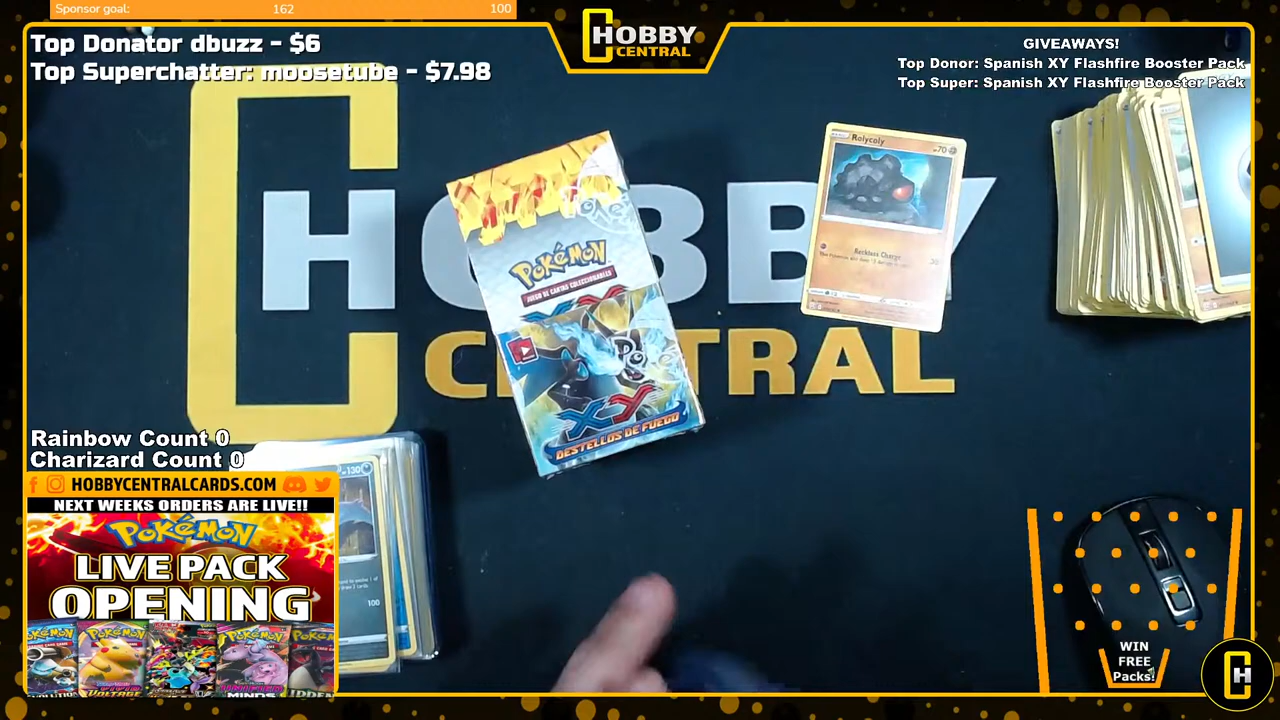 Sponsor goal: 162 100
Top Donator dbuzz - $6
Top Superchatter: moosetube - $7.98
HOBBY
CENTRAL
GIVEAWAYS!
Top Donor: Spanish XY Flashfire Booster Pack
Top Super: Spanish XY Flashfire Booster Pack
HOBBY
CENTRAL
POKéMON
JUEGO DE CARTAS COLECCIONABLES
XY
XY
DESTELLOS DE FUEGO
Rolycoly
70
Reckless Charge
Rainbow Count 0
Charizard Count 0
130
100
HOBBYCENTRALCARDS.COM
NEXT WEEKS ORDERS ARE LIVE!!
POKéMON
LIVE PACK
OPENING
WIN
FREE
Packs!
CH